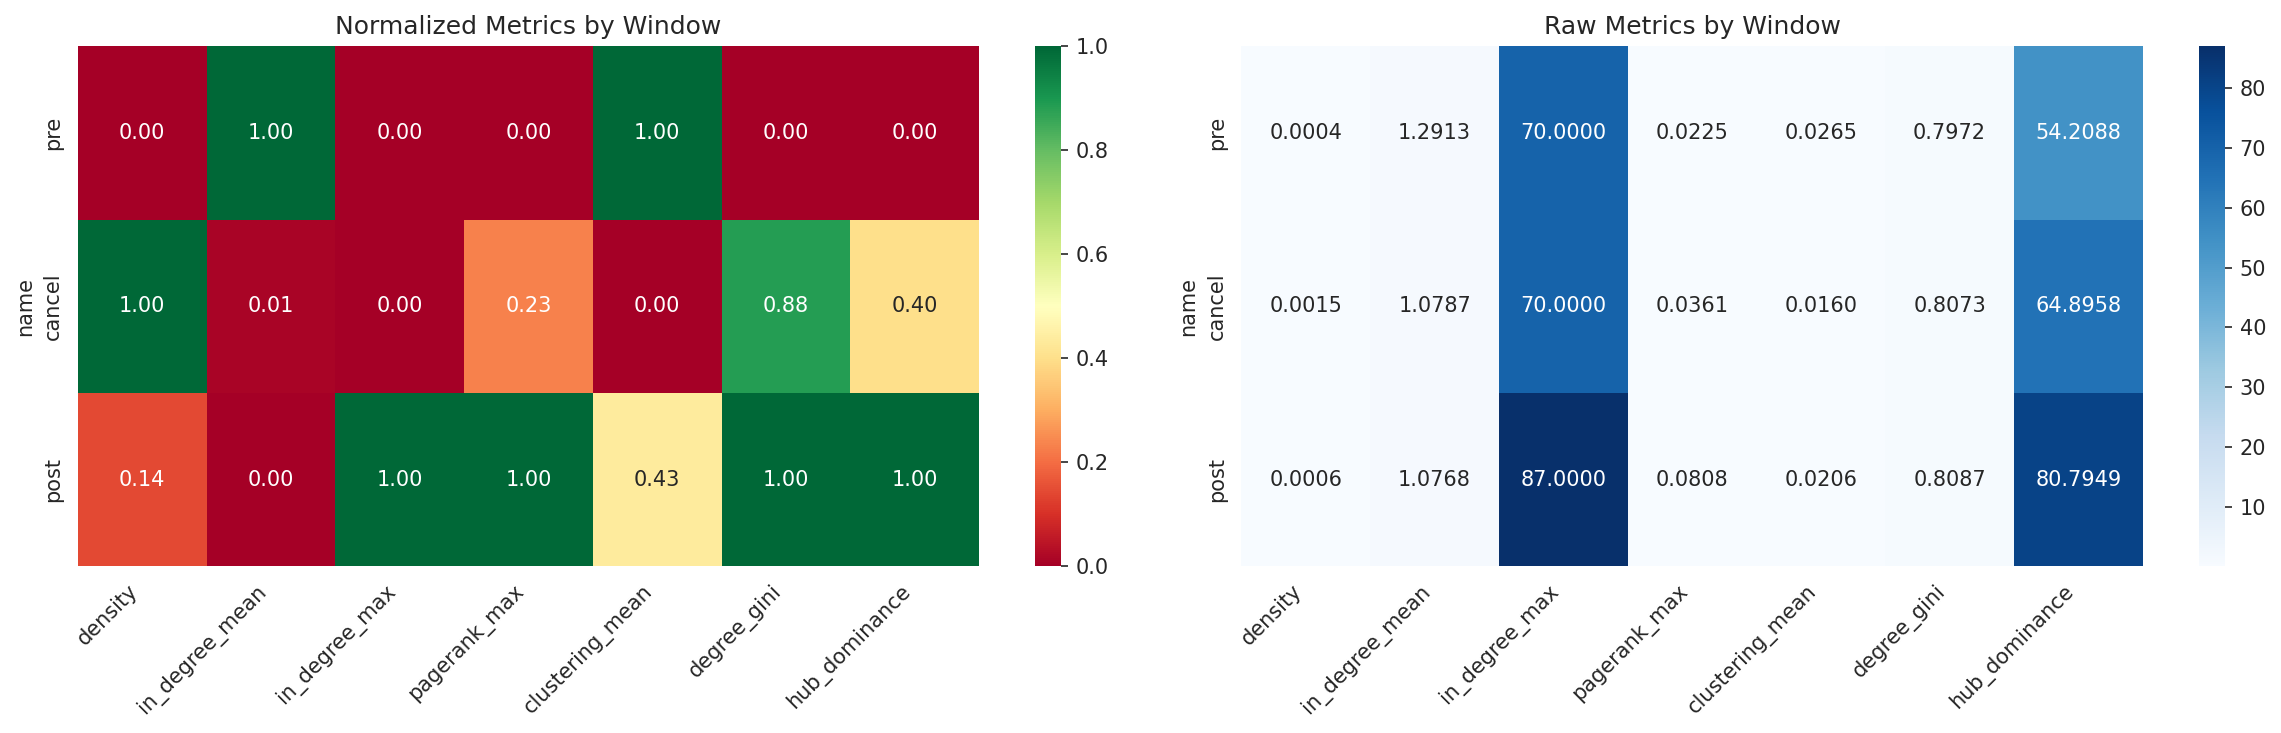 Normalized Metrics by Window
name
pre
cancel
post
0.00 1.00 0.00 0.00 1.00 0.00 0.00
1.00 0.01 0.00 0.23 0.00 0.88 0.40
0.14 0.00 1.00 1.00 0.43 1.00 1.00
density
in_degree_mean
in_degree_max
pagerank_max
clustering_mean
degree_gini
hub_dominance
1.0
0.8
0.6
0.4
0.2
0.0
Raw Metrics by Window
name
pre
cancel
post
0.0004 1.2913 70.0000 0.0225 0.0265 0.7972 54.2088
0.0015 1.0787 70.0000 0.0361 0.0160 0.8073 64.8958
0.0006 1.0768 87.0000 0.0808 0.0206 0.8087 80.7949
density
in_degree_mean
in_degree_max
pagerank_max
clustering_mean
degree_gini
hub_dominance
80
70
60
50
40
30
20
10